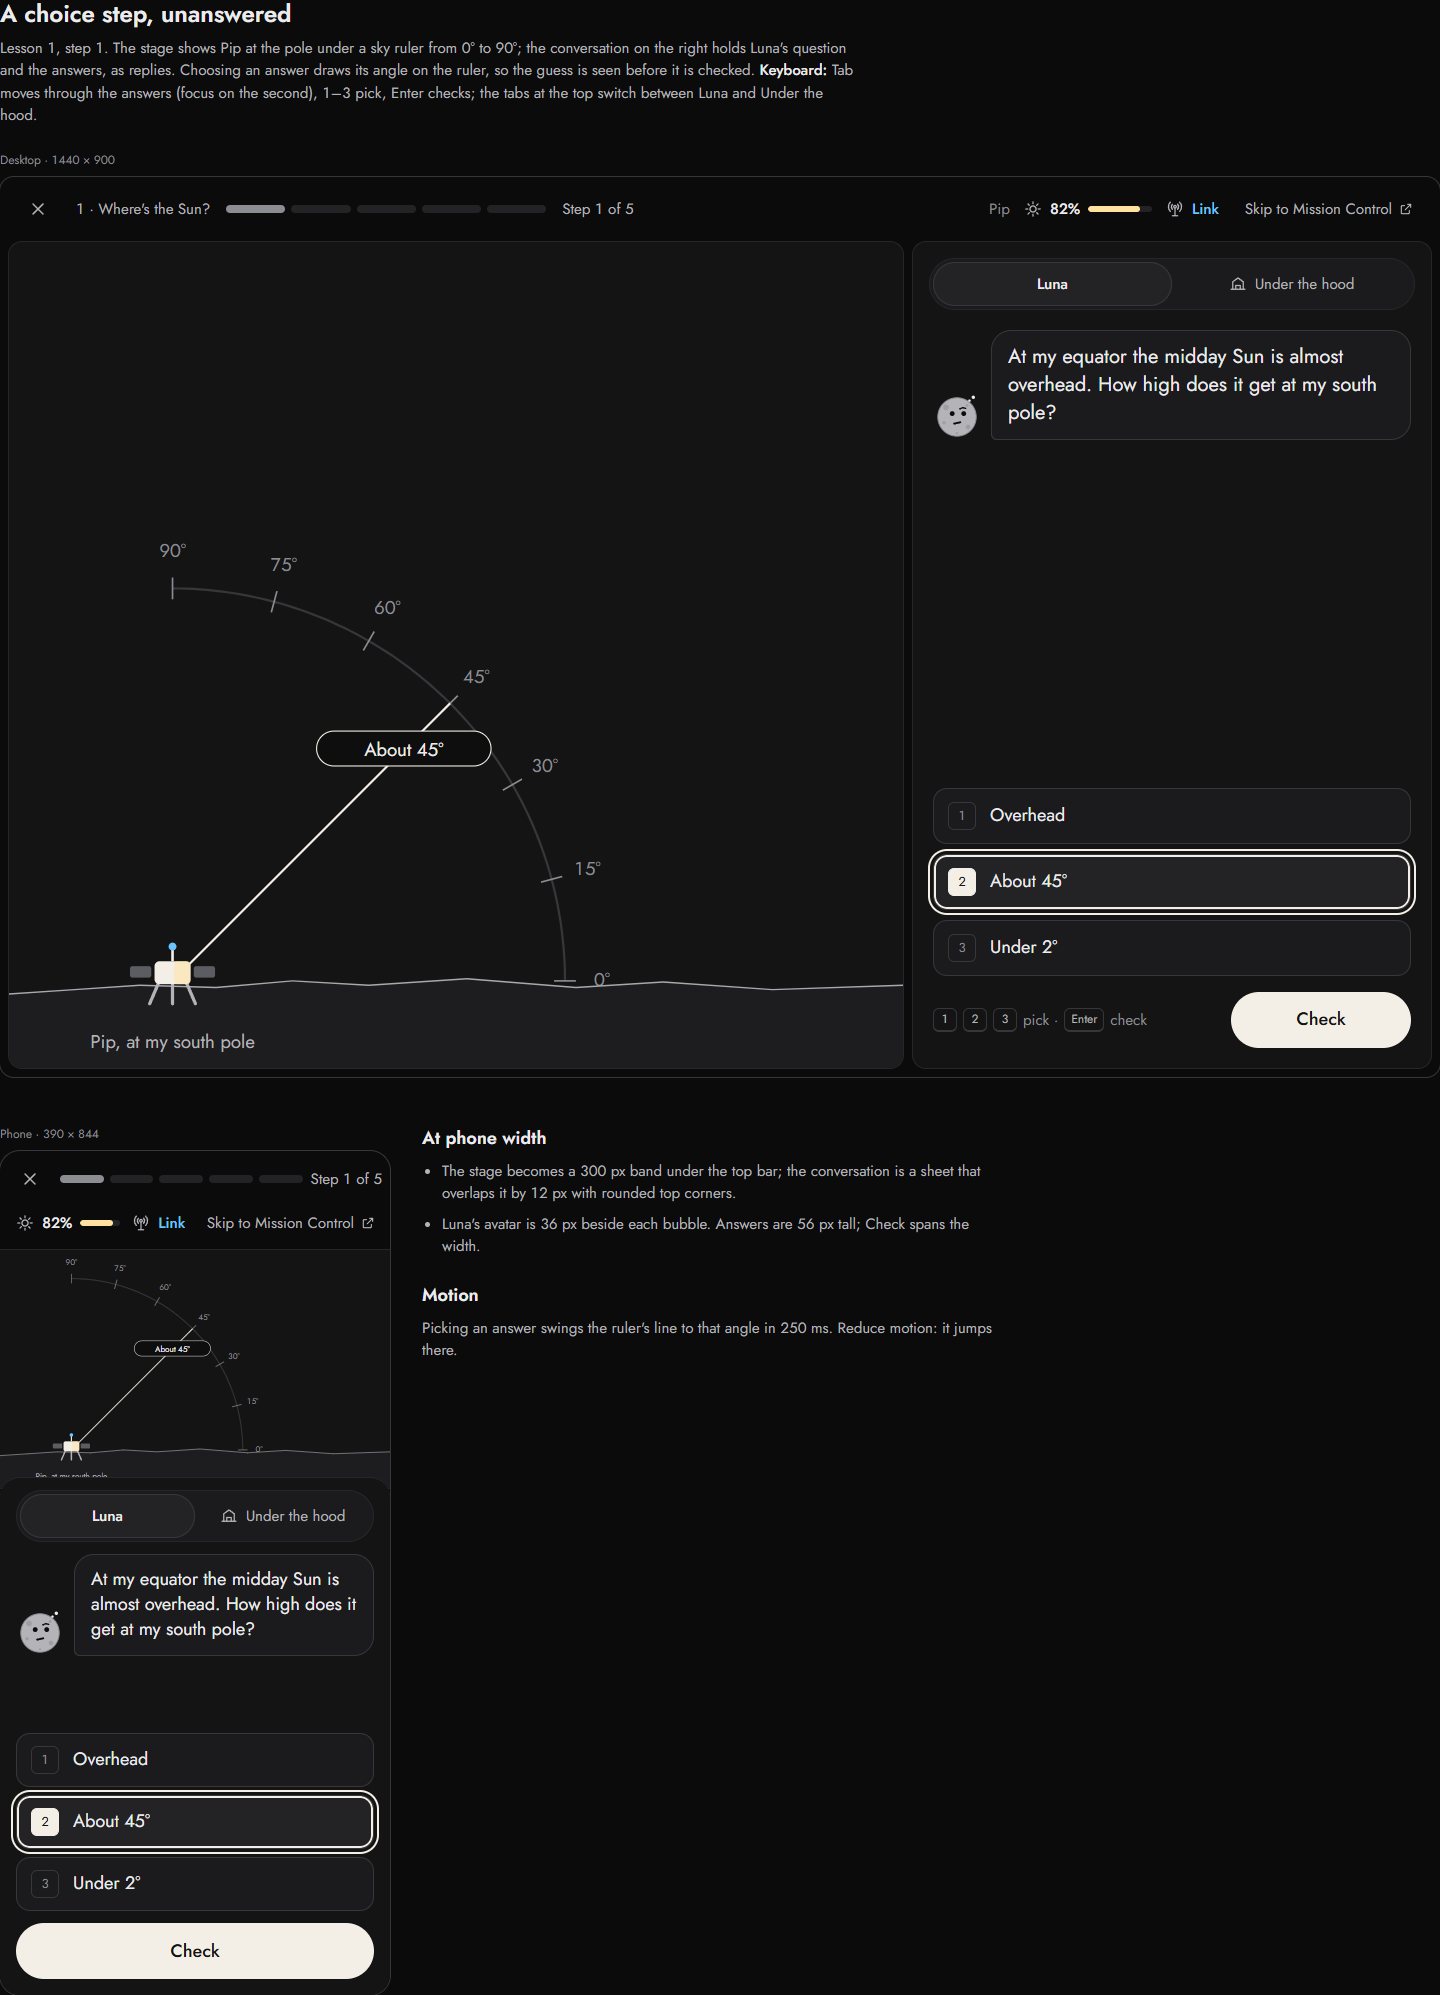 A choice step, unanswered
Lesson 1, step 1. The stage shows Pip at the pole under a sky ruler from 0° to 90°; the conversation on the right holds Luna's question
and the answers, as replies. Choosing an answer draws its angle on the ruler, so the guess is seen before it is checked. Keyboard: Tab
moves through the answers (focus on the second), 1–3 pick, Enter checks; the tabs at the top switch between Luna and Under the
hood.
Desktop · 1440 × 900
1 · Where's the Sun?
Step 1 of 5
Pip
82%
Link
Skip to Mission Control
90°
75°
60°
45°
About 45°
30°
15°
0°
Pip, at my south pole
Luna
Under the hood
At my equator the midday Sun is almost
overhead. How high does it get at my south
pole?
1 Overhead
2 About 45°
3 Under 2°
1 2 3 pick · Enter check
Check
Phone · 390 × 844
Step 1 of 5
82%
Link
Skip to Mission Control
90°
75°
60°
45°
About 45°
30°
15°
0°
Pip, at my south pole
Luna
Under the hood
At my equator the midday Sun is
almost overhead. How high does it
get at my south pole?
1 Overhead
2 About 45°
3 Under 2°
Check
At phone width
• The stage becomes a 300 px band under the top bar; the conversation is a sheet that
overlaps it by 12 px with rounded top corners.
• Luna's avatar is 36 px beside each bubble. Answers are 56 px tall; Check spans the
width.
Motion
Picking an answer swings the ruler's line to that angle in 250 ms. Reduce motion: it jumps
there.